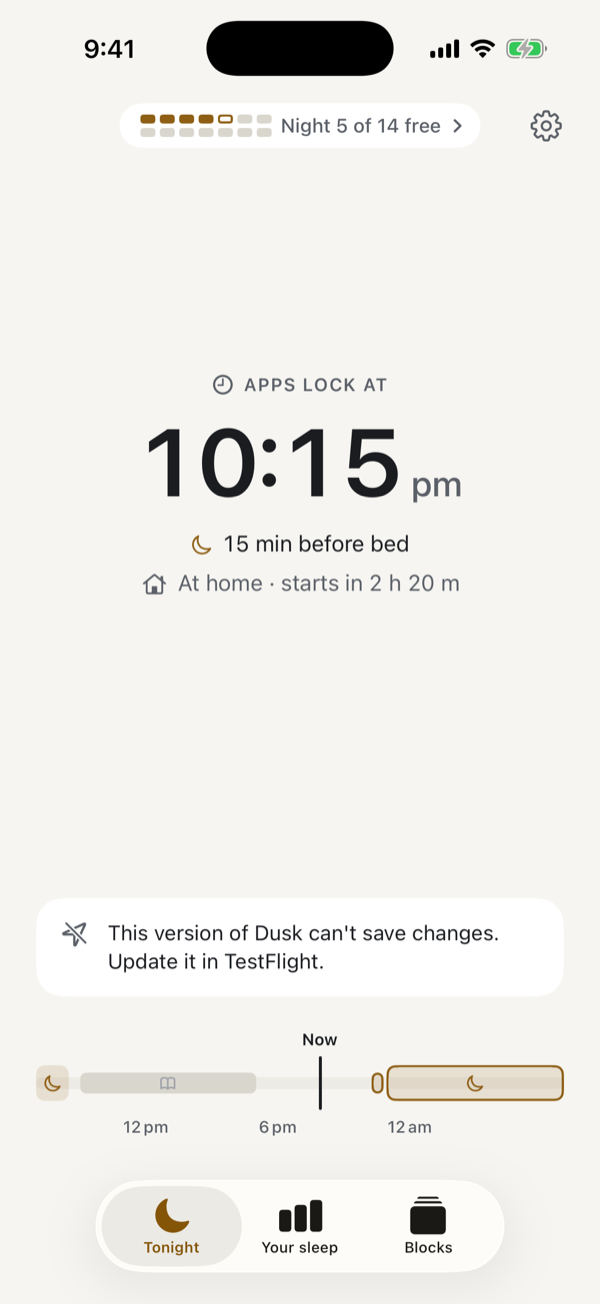 9:41
Night 5 of 14 free
APPS LOCK AT
10:15 pm
15 min before bed
At home · starts in 2 h 20 m
This version of Dusk can't save changes.
Update it in TestFlight.
Now
12 pm
6 pm
12 am
Tonight
Your sleep
Blocks